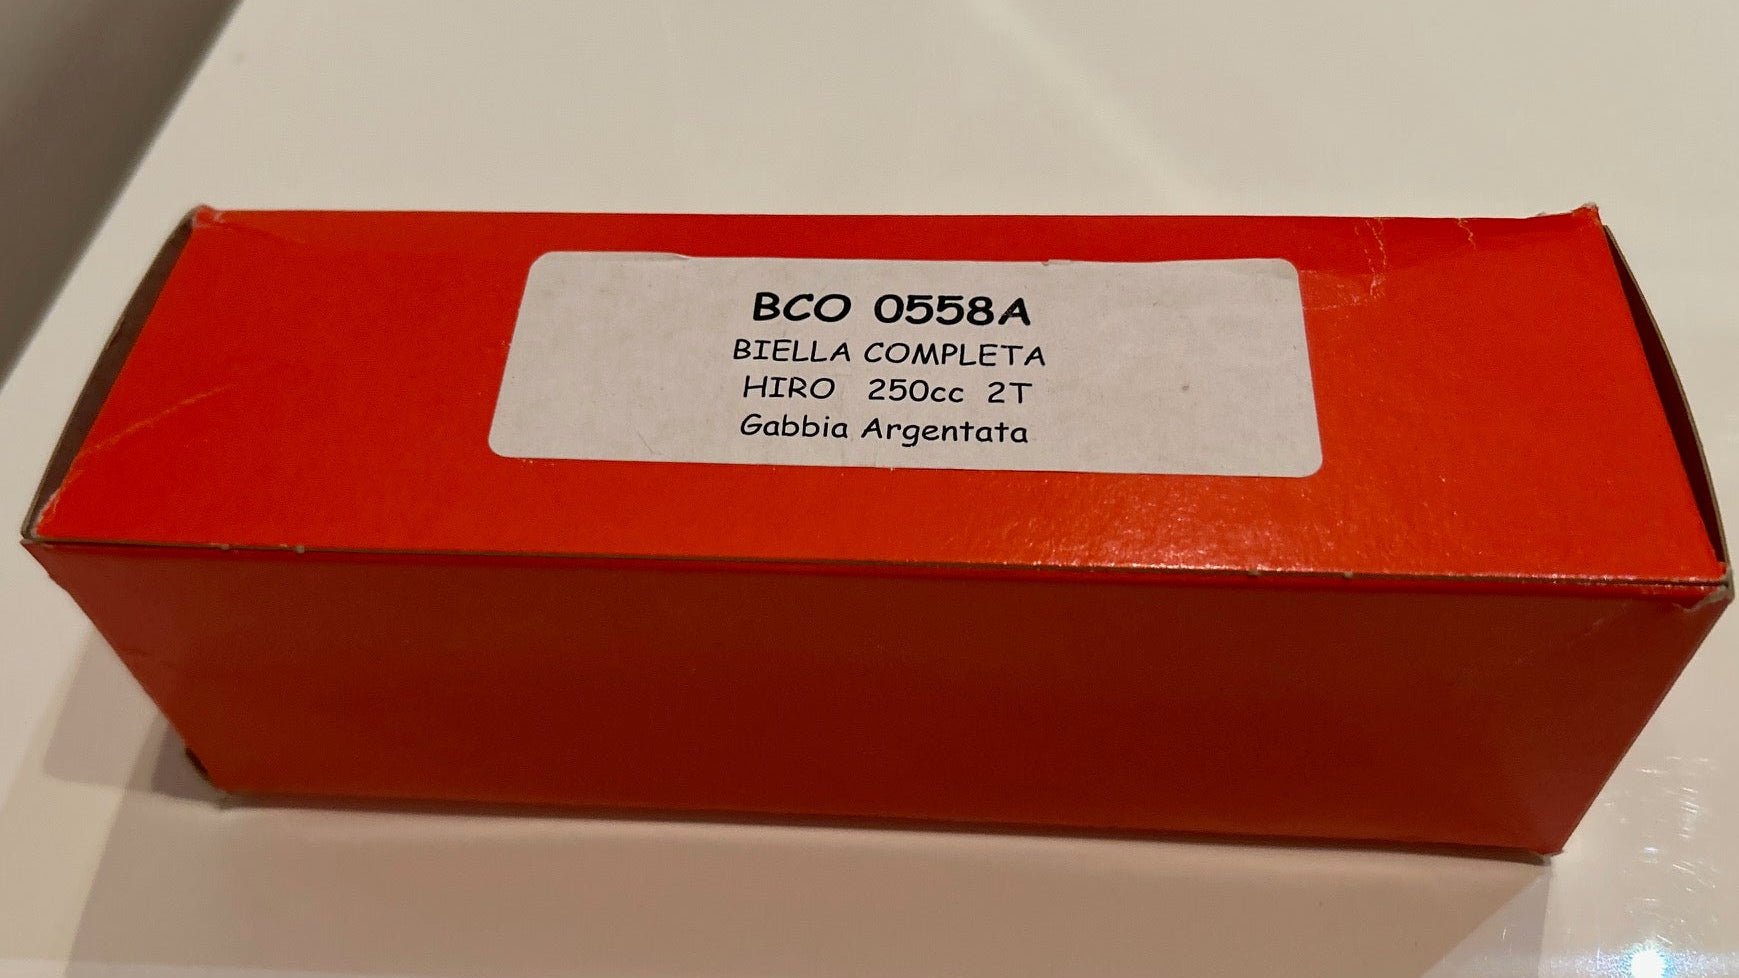 BCO 0558A
BIELLA COMPLETA
HIRO 250cc 2T
Gabbia Argentata